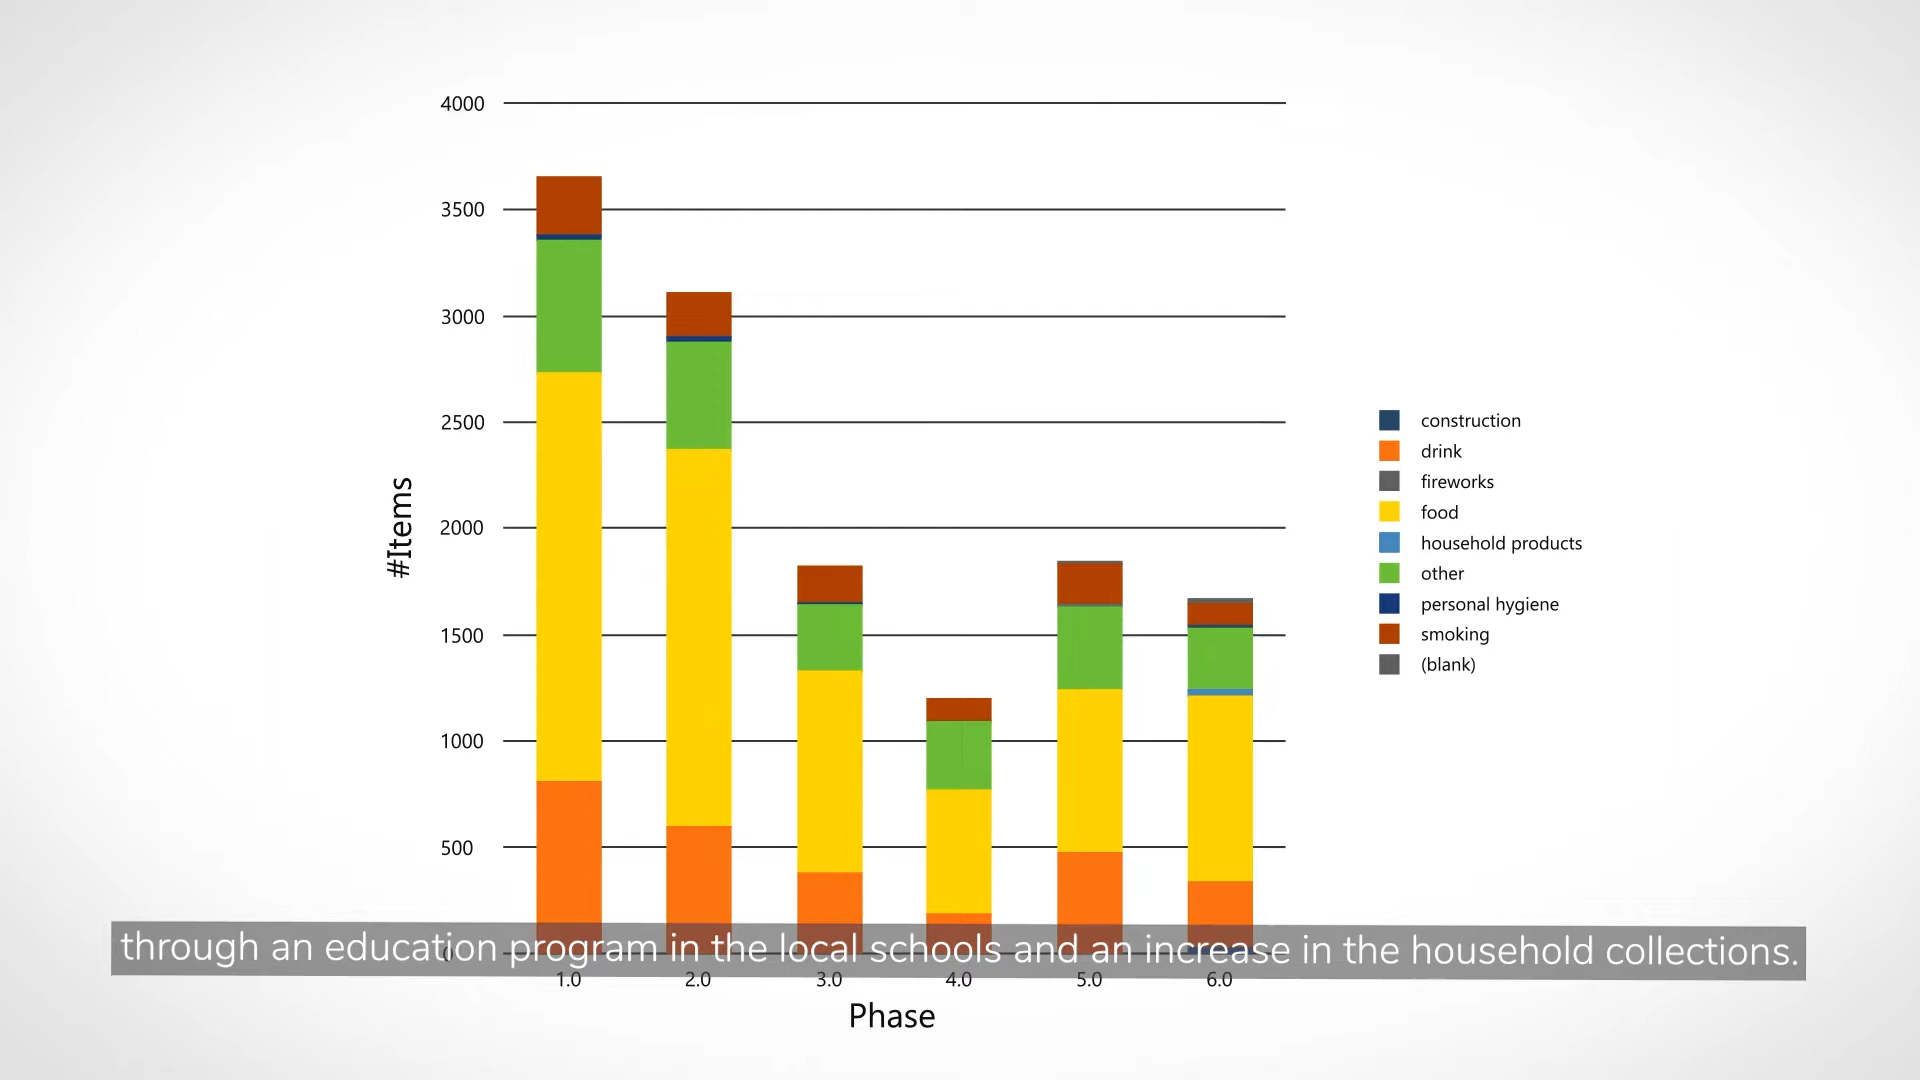 4000
3500
3000
2500
2000
1500
1000
500
0
#Items
construction
drink
fireworks
food
household products
other
personal hygiene
smoking
(blank)
through an education program in the local schools and an increase in the household collections.
1.0 2.0 3.0 4.0 5.0 6.0
Phase